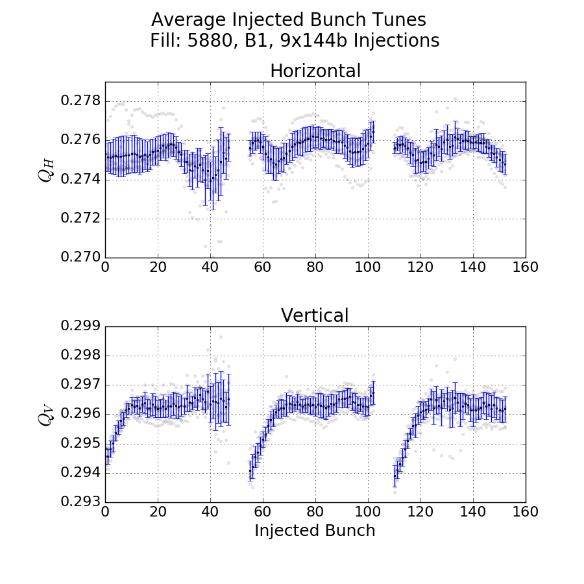 Average Injected Bunch Tunes
Fill: 5880, B1, 9x144b Injections
Horizontal
0.278
0.276
0.274
0.272
0.270
Q_H
0 20 40 60 80 100 120 140 160
Vertical
0.299
0.298
0.297
0.296
0.295
0.294
0.293
Q_V
0 20 40 60 80 100 120 140 160
Injected Bunch